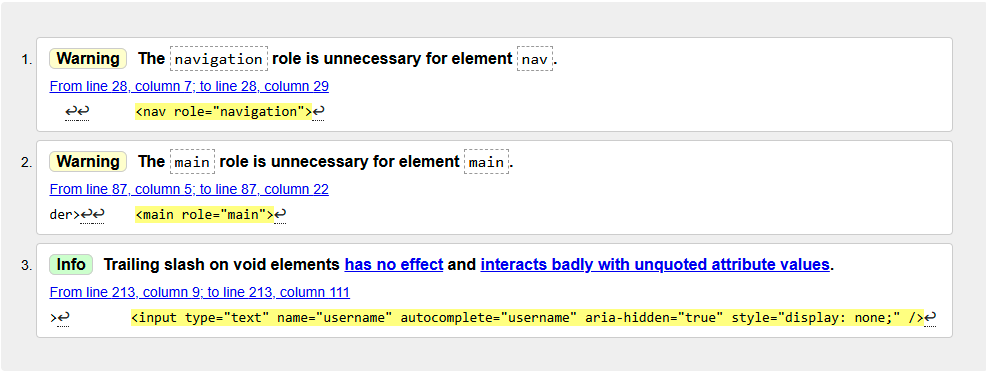 1. Warning The navigation role is unnecessary for element nav.
From line 28, column 7; to line 28, column 29
↩↩      <nav role="navigation">↩
2. Warning The main role is unnecessary for element main.
From line 87, column 5; to line 87, column 22
der>↩↩    <main role="main">↩
3. Info Trailing slash on void elements has no effect and interacts badly with unquoted attribute values.
From line 213, column 9; to line 213, column 111
>↩        <input type="text" name="username" autocomplete="username" aria-hidden="true" style="display: none;" />↩